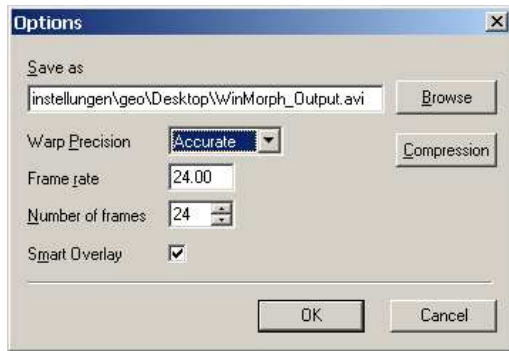 Options
Save as
instellungen\geo\Desktop\WinMorph_Output.avi
Browse
Warp Precision
Accurate
Compression
Frame rate
24.00
Number of frames
24
Smart Overlay
OK
Cancel